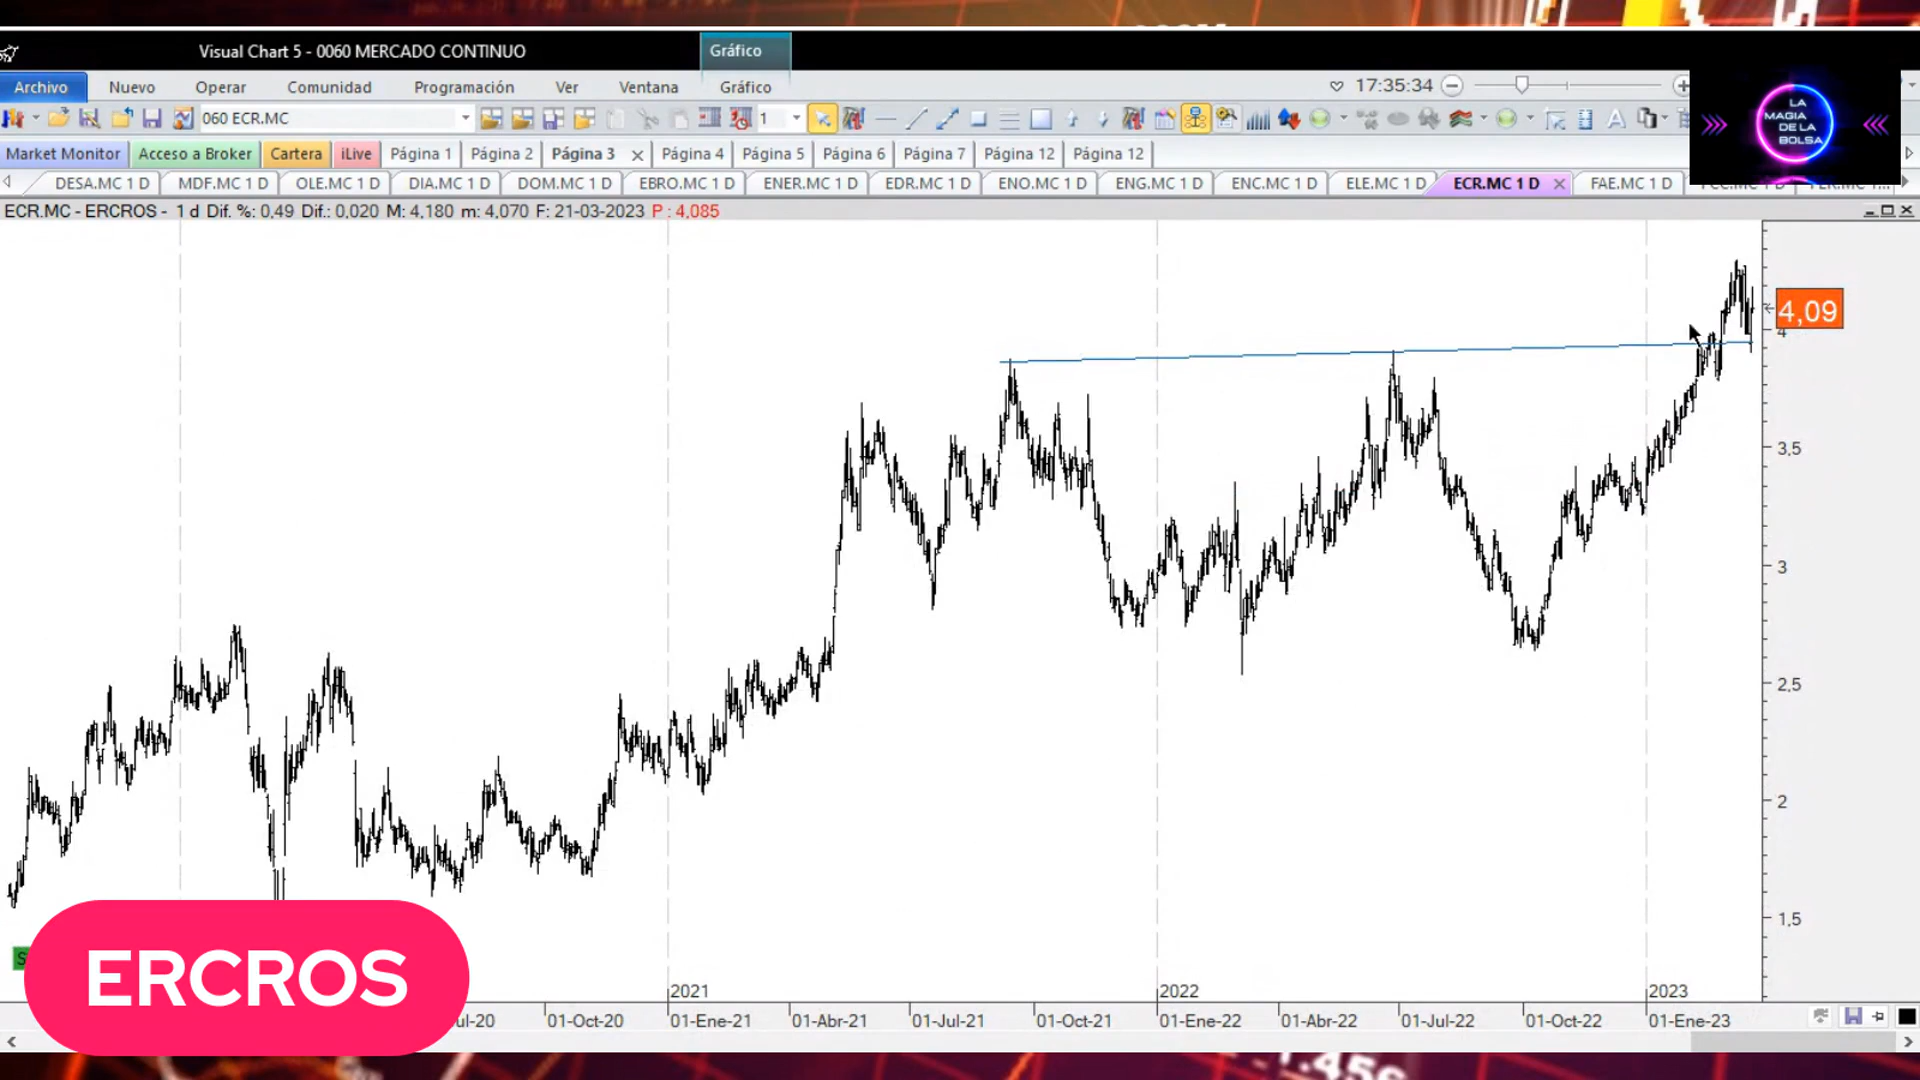 Visual Chart 5 - 0060 MERCADO CONTINUO
Gráfico
Archivo Nuevo Operar Comunidad Programación Ver Ventana Gráfico 17:35:34
060 ECR.MC 1
LA
MAGIA
DE LA
BOLSA
Market Monitor Acceso a Broker Cartera iLive Página 1 Página 2 Página 3 Página 4 Página 5 Página 6 Página 7 Página 12 Página 12
DESA.MC 1 D MDF.MC 1 D OLE.MC 1 D DIA.MC 1 D DOM.MC 1 D EBRO.MC 1 D ENER.MC 1 D EDR.MC 1 D ENO.MC 1 D ENG.MC 1 D ENC.MC 1 D ELE.MC 1 D ECR.MC 1 D FAE.MC 1 D
ECR.MC - ERCROS - 1 d Dif. %: 0,49 Dif.: 0,020 M: 4,180 m: 4,070 F: 21-03-2023 P : 4,085
4,09
4
3,5
3
2,5
2
1,5
S
ERCROS
2021 2022 2023
ul-20 01-Oct-20 01-Ene-21 01-Abr-21 01-Jul-21 01-Oct-21 01-Ene-22 01-Abr-22 01-Jul-22 01-Oct-22 01-Ene-23